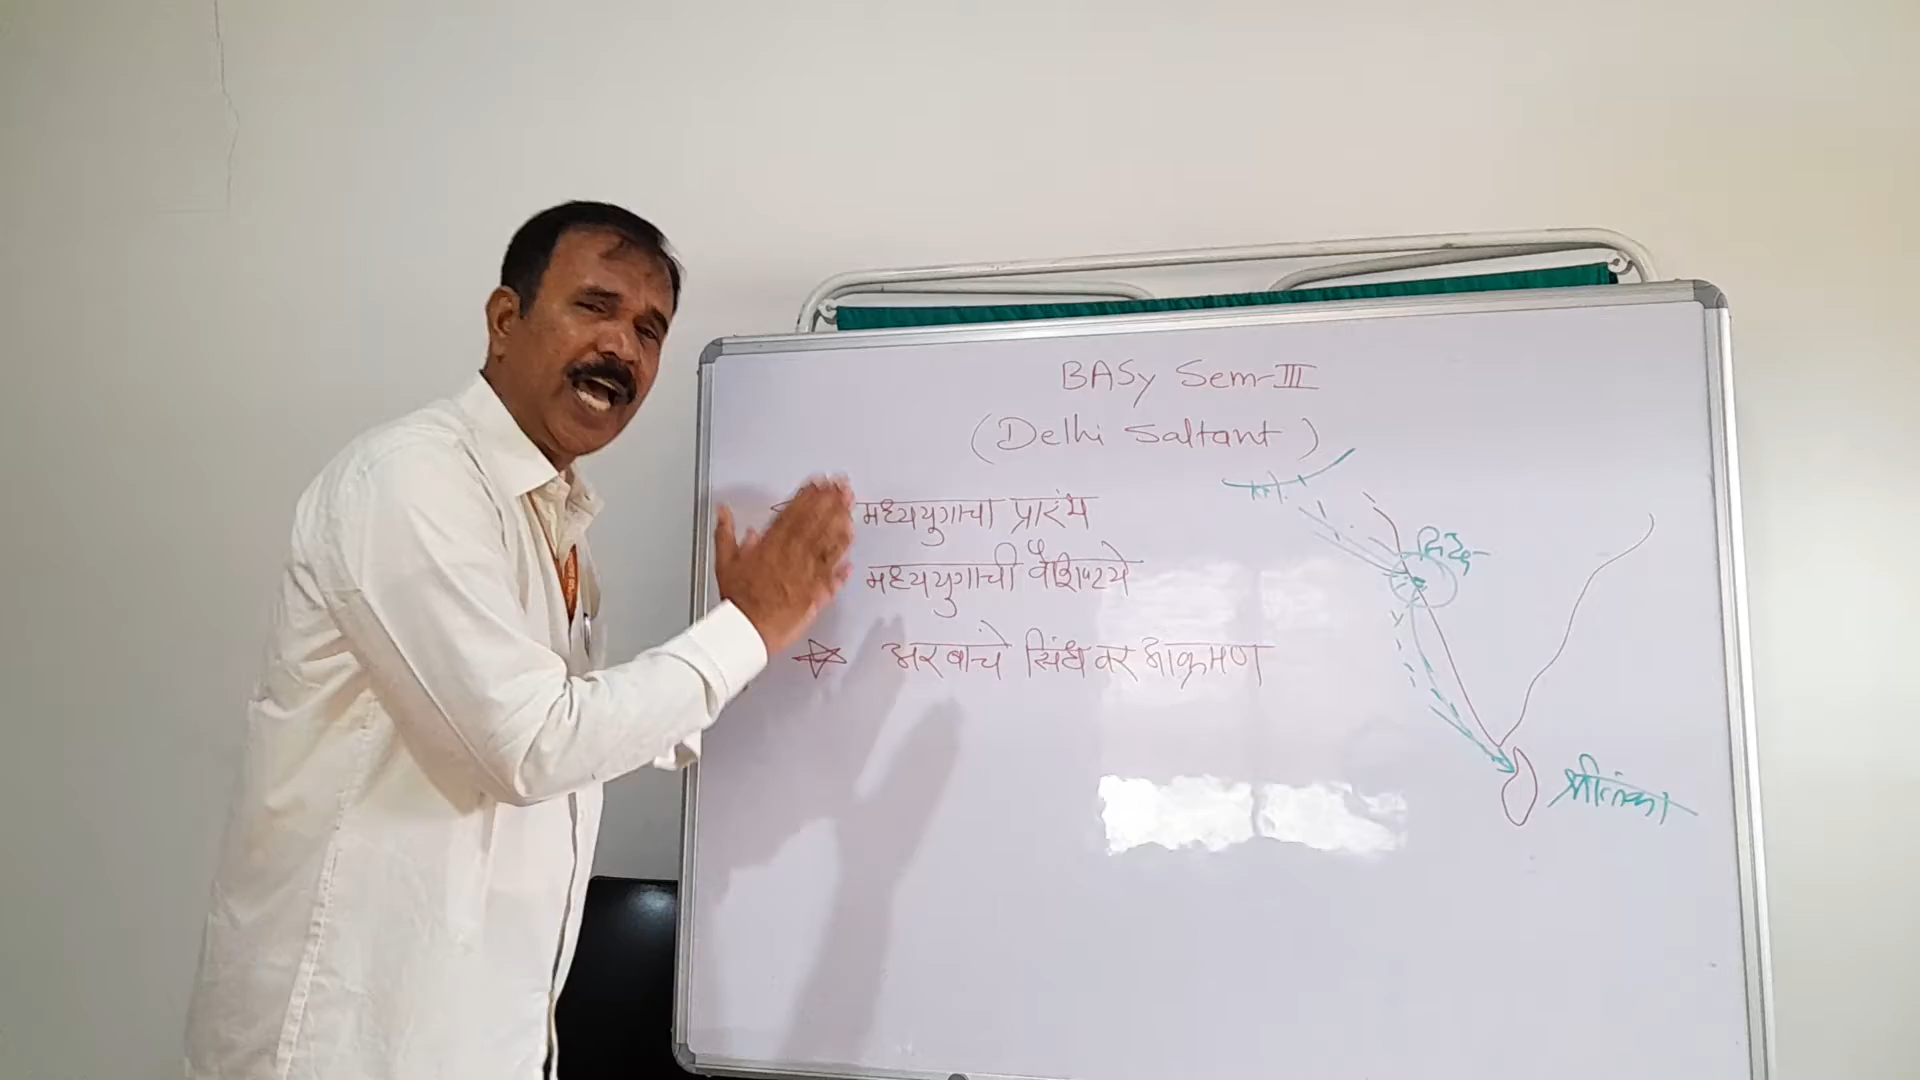 BASy Sem-III
(Delhi Saltant)
मध्ययुगाचा प्रारंभ
मध्ययुगाची वैशिष्ट्ये
अरबांचे सिंधवर आक्रमण
श्रीलंका